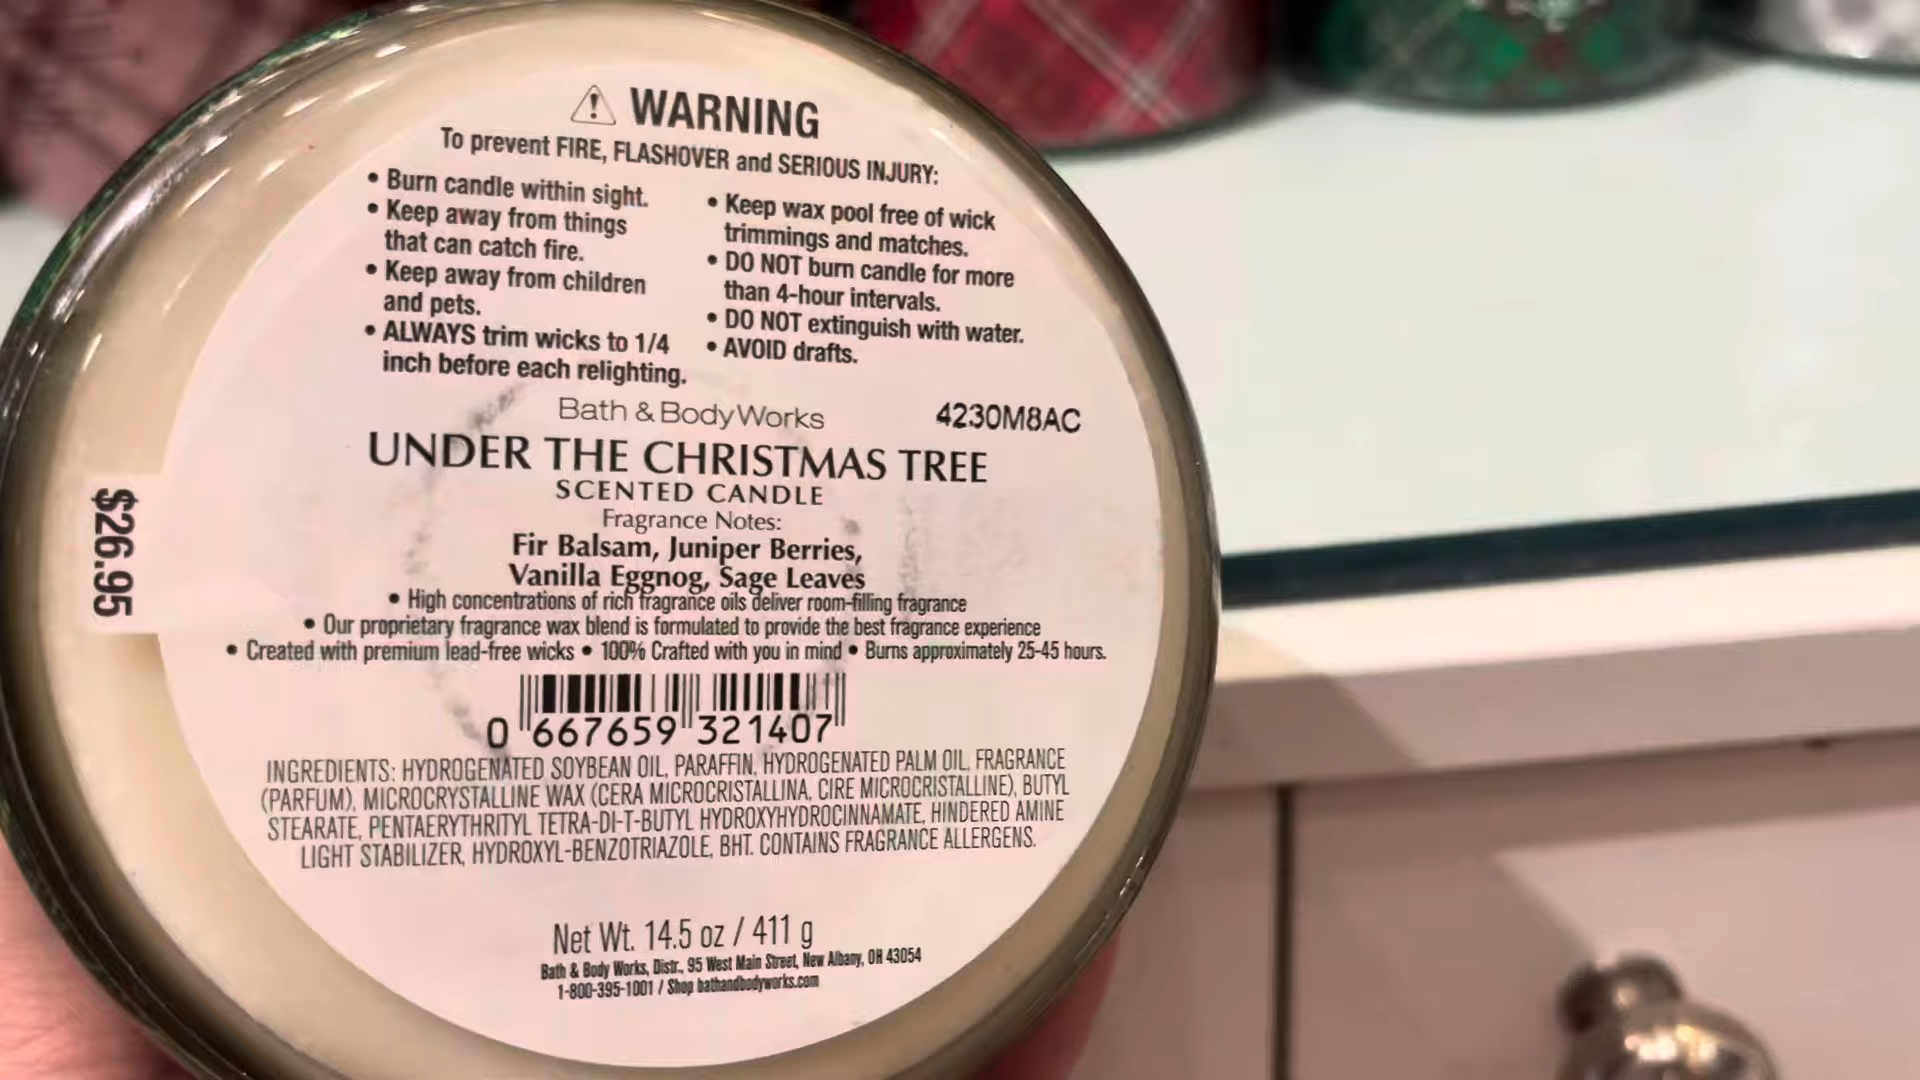 WARNING
To prevent FIRE, FLASHOVER and SERIOUS INJURY:
• Burn candle within sight.
• Keep away from things
that can catch fire.
• Keep away from children
and pets.
• ALWAYS trim wicks to 1/4
inch before each relighting.
• Keep wax pool free of wick
trimmings and matches.
• DO NOT burn candle for more
than 4-hour intervals.
• DO NOT extinguish with water.
• AVOID drafts.
Bath & Body Works
4230M8AC
UNDER THE CHRISTMAS TREE
SCENTED CANDLE
Fragrance Notes:
Fir Balsam, Juniper Berries,
Vanilla Eggnog, Sage Leaves
• High concentrations of rich fragrance oils deliver room-filling fragrance
• Our proprietary fragrance wax blend is formulated to provide the best fragrance experience
• Created with premium lead-free wicks • 100% Crafted with you in mind • Burns approximately 25-45 hours.
$26.95
0 667659 321407
INGREDIENTS: HYDROGENATED SOYBEAN OIL, PARAFFIN, HYDROGENATED PALM OIL, FRAGRANCE
(PARFUM), MICROCRYSTALLINE WAX (CERA MICROCRISTALLINA, CIRE MICROCRISTALLINE), BUTYL
STEARATE, PENTAERYTHRITYL TETRA-DI-T-BUTYL HYDROXYHYDROCINNAMATE, HINDERED AMINE
LIGHT STABILIZER, HYDROXYL-BENZOTRIAZOLE, BHT. CONTAINS FRAGRANCE ALLERGENS.
Net Wt. 14.5 oz / 411 g
Bath & Body Works, Distr., 95 West Main Street, New Albany, OH 43054
1-800-395-1001 / Shop bathandbodyworks.com